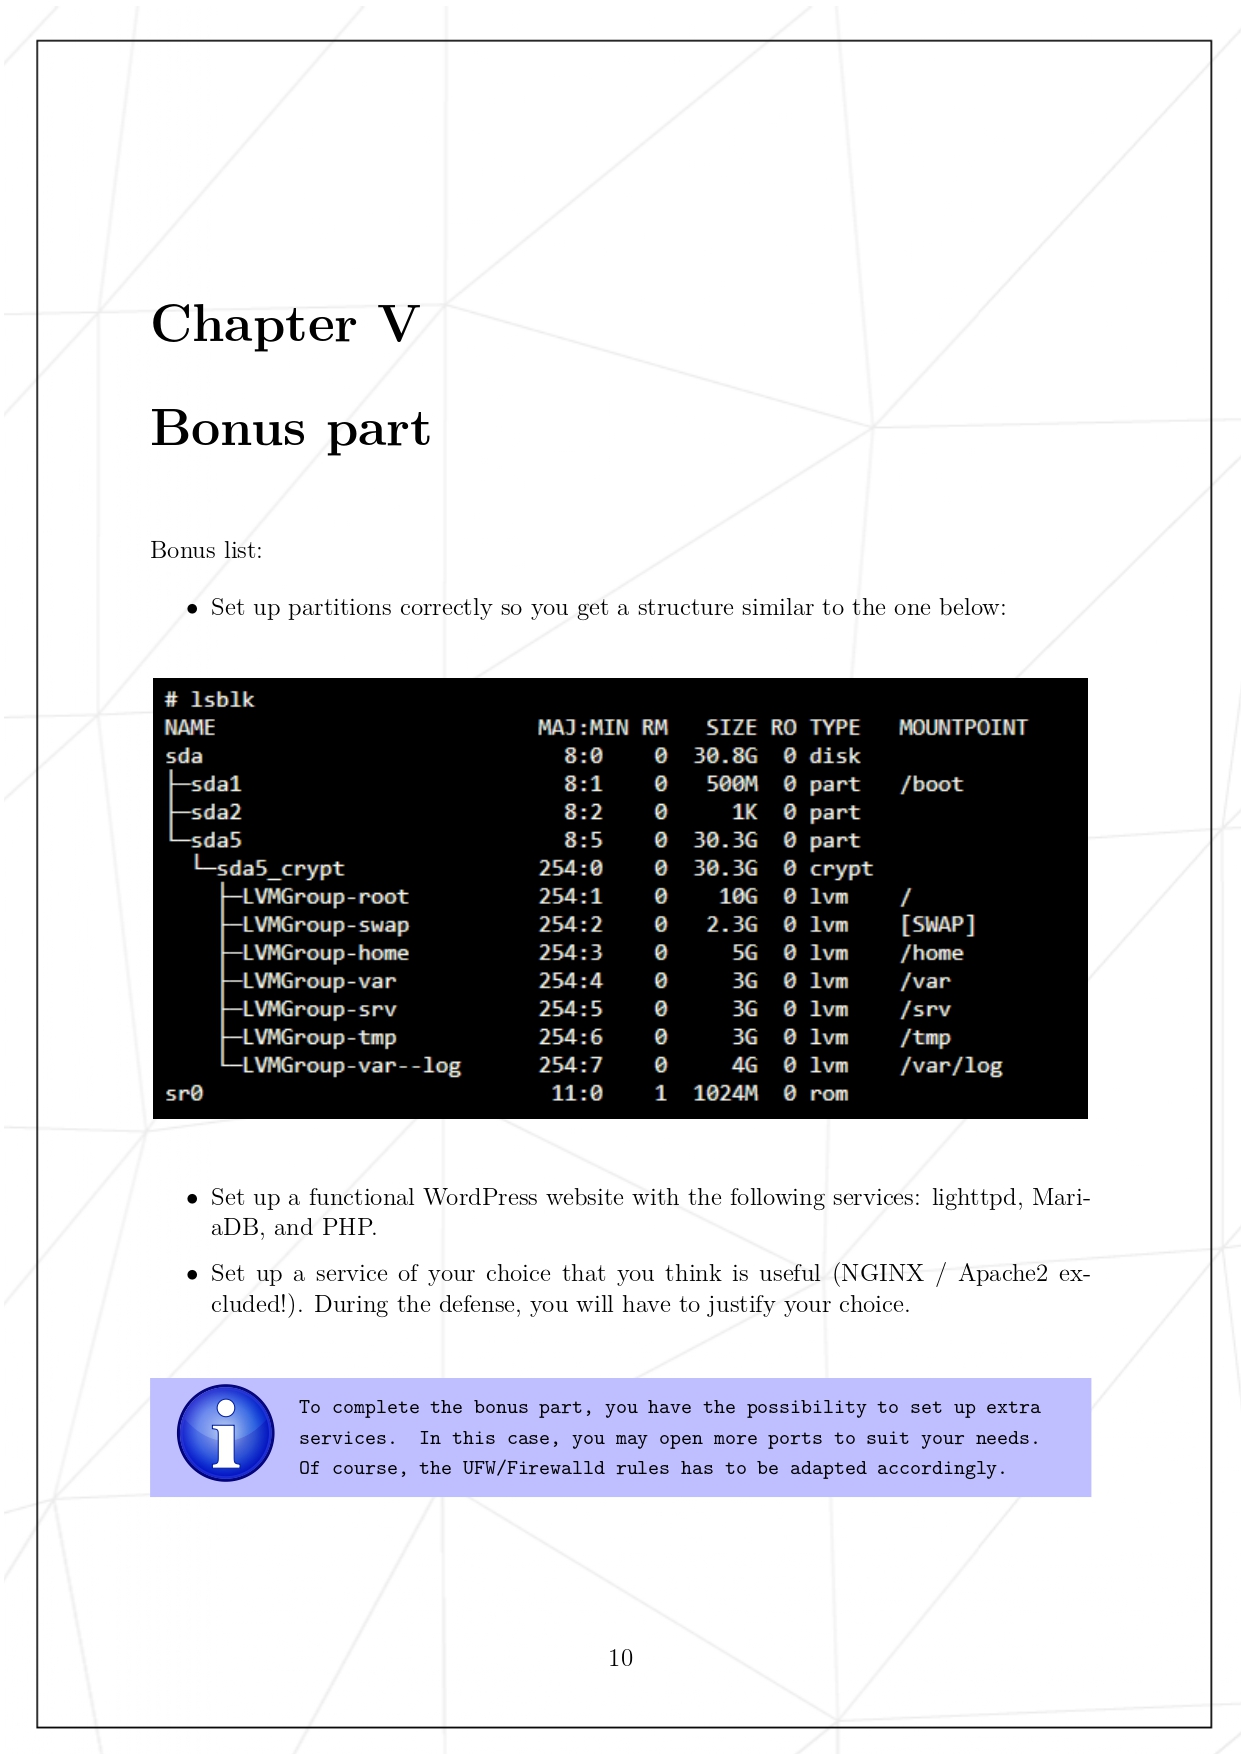 Chapter V
Bonus part
Bonus list:
• Set up partitions correctly so you get a structure similar to the one below:
# lsblk
NAME                         MAJ:MIN RM   SIZE RO TYPE   MOUNTPOINT
sda                            8:0    0  30.8G  0 disk
├─sda1                         8:1    0   500M  0 part   /boot
├─sda2                         8:2    0     1K  0 part
└─sda5                         8:5    0  30.3G  0 part
  └─sda5_crypt               254:0    0  30.3G  0 crypt
    ├─LVMGroup-root          254:1    0    10G  0 lvm    /
    ├─LVMGroup-swap          254:2    0   2.3G  0 lvm    [SWAP]
    ├─LVMGroup-home          254:3    0     5G  0 lvm    /home
    ├─LVMGroup-var           254:4    0     3G  0 lvm    /var
    ├─LVMGroup-srv           254:5    0     3G  0 lvm    /srv
    ├─LVMGroup-tmp           254:6    0     3G  0 lvm    /tmp
    └─LVMGroup-var--log      254:7    0     4G  0 lvm    /var/log
sr0                           11:0    1  1024M  0 rom
• Set up a functional WordPress website with the following services: lighttpd, Mari-
aDB, and PHP.
• Set up a service of your choice that you think is useful (NGINX / Apache2 ex-
cluded!). During the defense, you will have to justify your choice.
To complete the bonus part, you have the possibility to set up extra
services. In this case, you may open more ports to suit your needs.
Of course, the UFW/Firewalld rules has to be adapted accordingly.
10